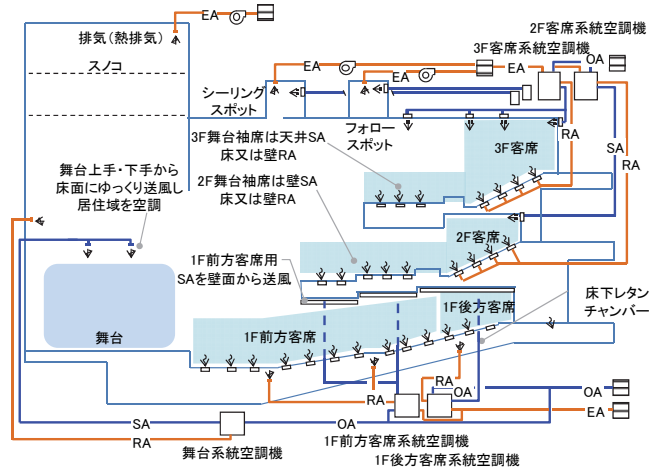 EA
排気(熱排気)
スノコ
2F客席系統空調機
3F客席系統空調機
EA
EA
EA
OA
シーリング
スポット
フォロー
スポット
RA
SA
RA
3F舞台袖席は天井SA
床又は壁RA
3F客席
舞台上手・下手から
床面にゆっくり送風し
居住域を空調
2F舞台袖席は壁SA
床又は壁RA
2F客席
1F前方客席用
SAを壁面から送風
1F後方客席
床下レタン
チャンバー
舞台
1F前方客席
RA
RA
OA
OA
SA
OA
EA
RA
舞台系統空調機
1F前方客席系統空調機
1F後方客席系統空調機